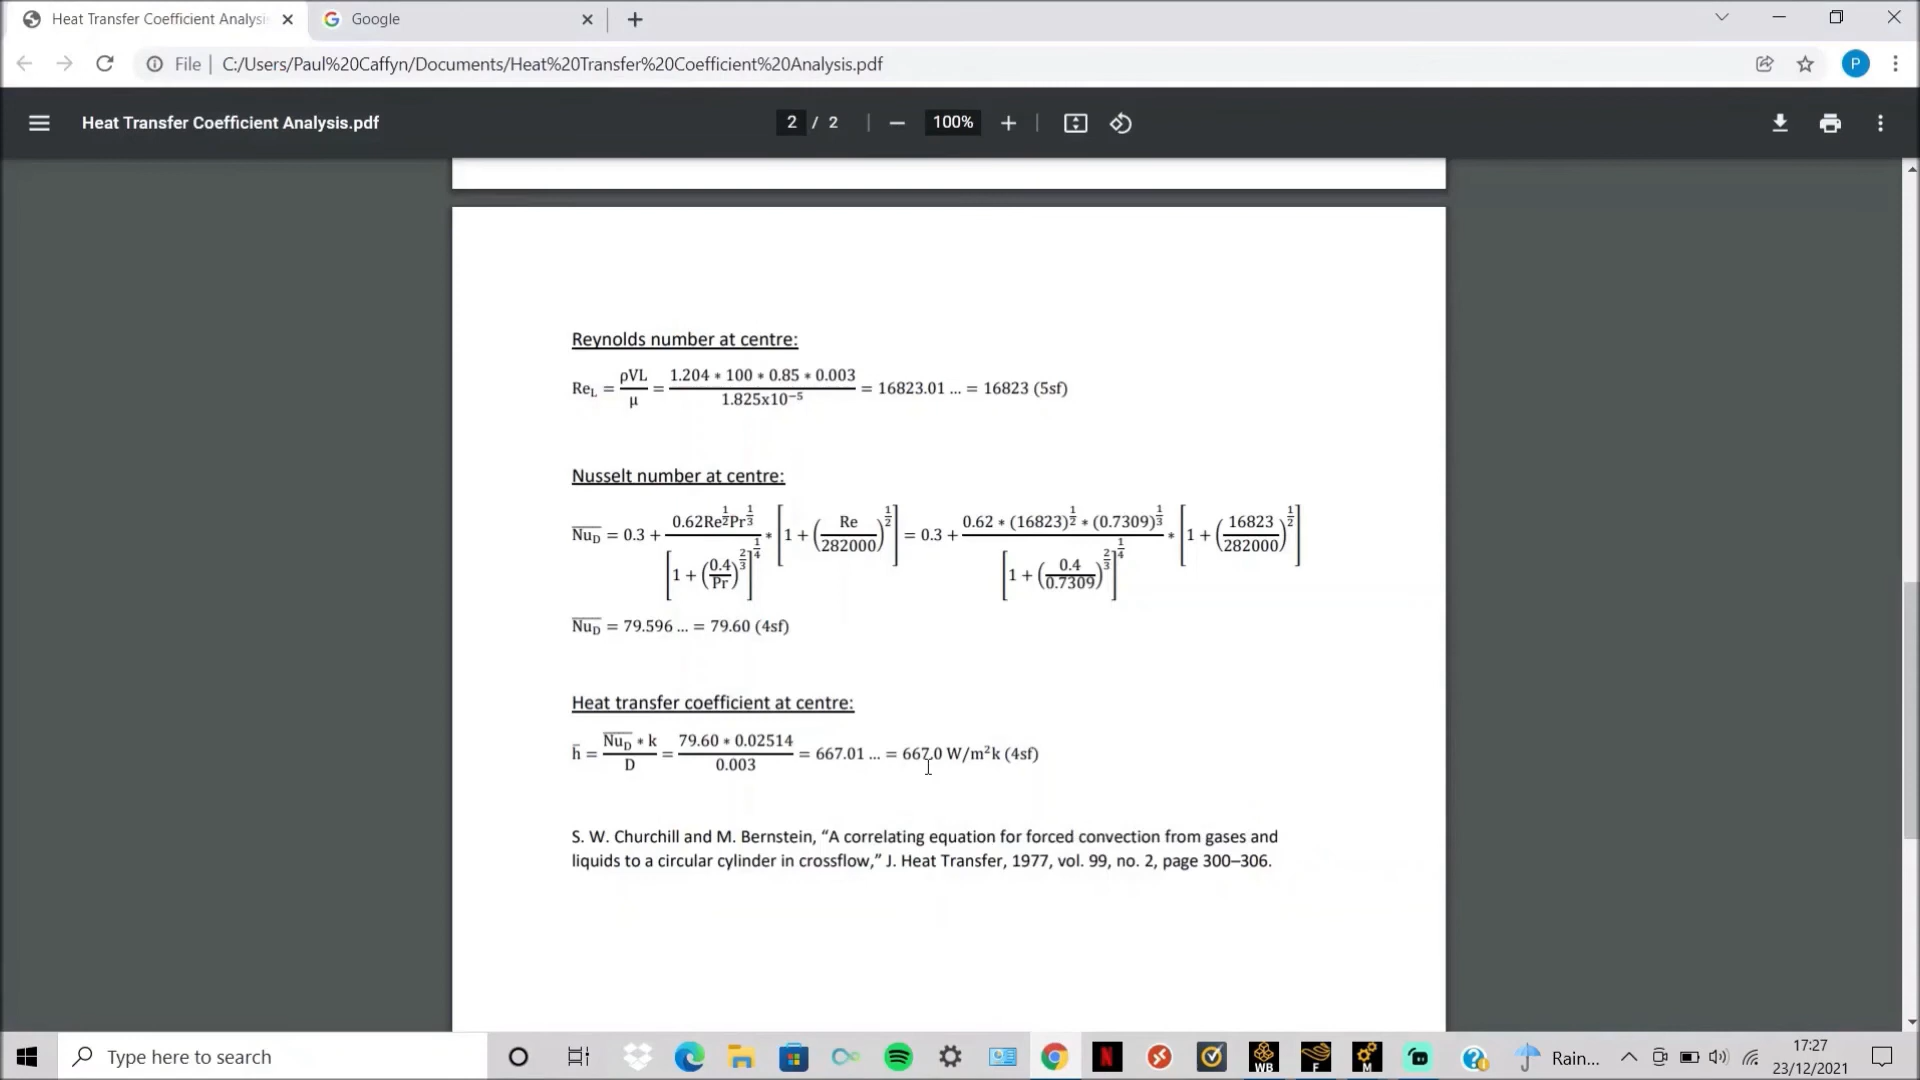 Heat Transfer Coefficient Analysis
Google
File | C:/Users/Paul%20Caffyn/Documents/Heat%20Transfer%20Coefficient%20Analysis.pdf
P
Heat Transfer Coefficient Analysis.pdf
2 / 2
100%
Reynolds number at centre:
Re_L = ρVL/μ = (1.204 * 100 * 0.85 * 0.003)/(1.825x10^−5) = 16823.01 … = 16823 (5sf)
Nusselt number at centre:
Nu_D = 0.3 + (0.62Re^(1/2)Pr^(1/3))/[1 + (0.4/Pr)^(2/3)]^(1/4) * [1 + (Re/282000)^(1/2)] = 0.3 + (0.62 * (16823)^(1/2) * (0.7309)^(1/3))/[1 + (0.4/0.7309)^(2/3)]^(1/4) * [1 + (16823/282000)^(1/2)]
Nu_D = 79.596 … = 79.60 (4sf)
Heat transfer coefficient at centre:
h̄ = (Nu_D * k)/D = (79.60 * 0.02514)/0.003 = 667.01 … = 667.0 W/m²k (4sf)
S. W. Churchill and M. Bernstein, “A correlating equation for forced convection from gases and
liquids to a circular cylinder in crossflow,” J. Heat Transfer, 1977, vol. 99, no. 2, page 300–306.
Type here to search
WB
F
M
Rain...
17:27
23/12/2021